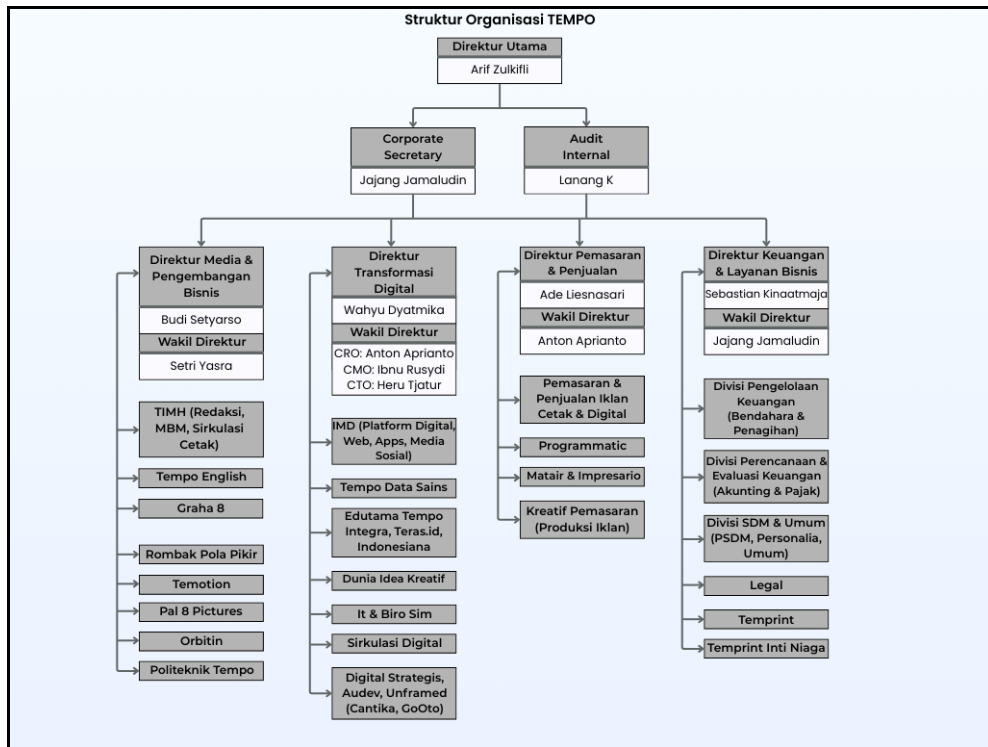 Struktur Organisasi TEMPO
Direktur Utama
Arif Zulkifli
Corporate
Secretary
Jajang Jamaludin
Audit
Internal
Lanang K
Direktur Media &
Pengembangan
Bisnis
Budi Setyarso
Wakil Direktur
Setri Yasra
TIMH (Redaksi,
MBM, Sirkulasi
Cetak)
Tempo English
Graha 8
Rombak Pola Pikir
Temotion
Pal 8 Pictures
Orbitin
Politeknik Tempo
Direktur
Transformasi
Digital
Wahyu Dyatmika
Wakil Direktur
CRO: Anton Aprianto
CMO: Ibnu Rusydi
CTO: Heru Tjatur
IMD (Platform Digital,
Web, Apps, Media
Sosial)
Tempo Data Sains
Edutama Tempo
Integra, Teras.id,
Indonesiana
Dunia Idea Kreatif
It & Biro Sim
Sirkulasi Digital
Digital Strategis,
Audev, Unframed
(Cantika, GoOto)
Direktur Pemasaran
& Penjualan
Ade Liesnasari
Wakil Direktur
Anton Aprianto
Pemasaran &
Penjualan Iklan
Cetak & Digital
Programmatic
Matair & Impresario
Kreatif Pemasaran
(Produksi Iklan)
Direktur Keuangan
& Layanan Bisnis
Sebastian Kinaatmaja
Wakil Direktur
Jajang Jamaludin
Divisi Pengelolaan
Keuangan
(Bendahara &
Penagihan)
Divisi Perencanaan &
Evaluasi Keuangan
(Akunting & Pajak)
Divisi SDM & Umum
(PSDM, Personalia,
Umum)
Legal
Temprint
Temprint Inti Niaga